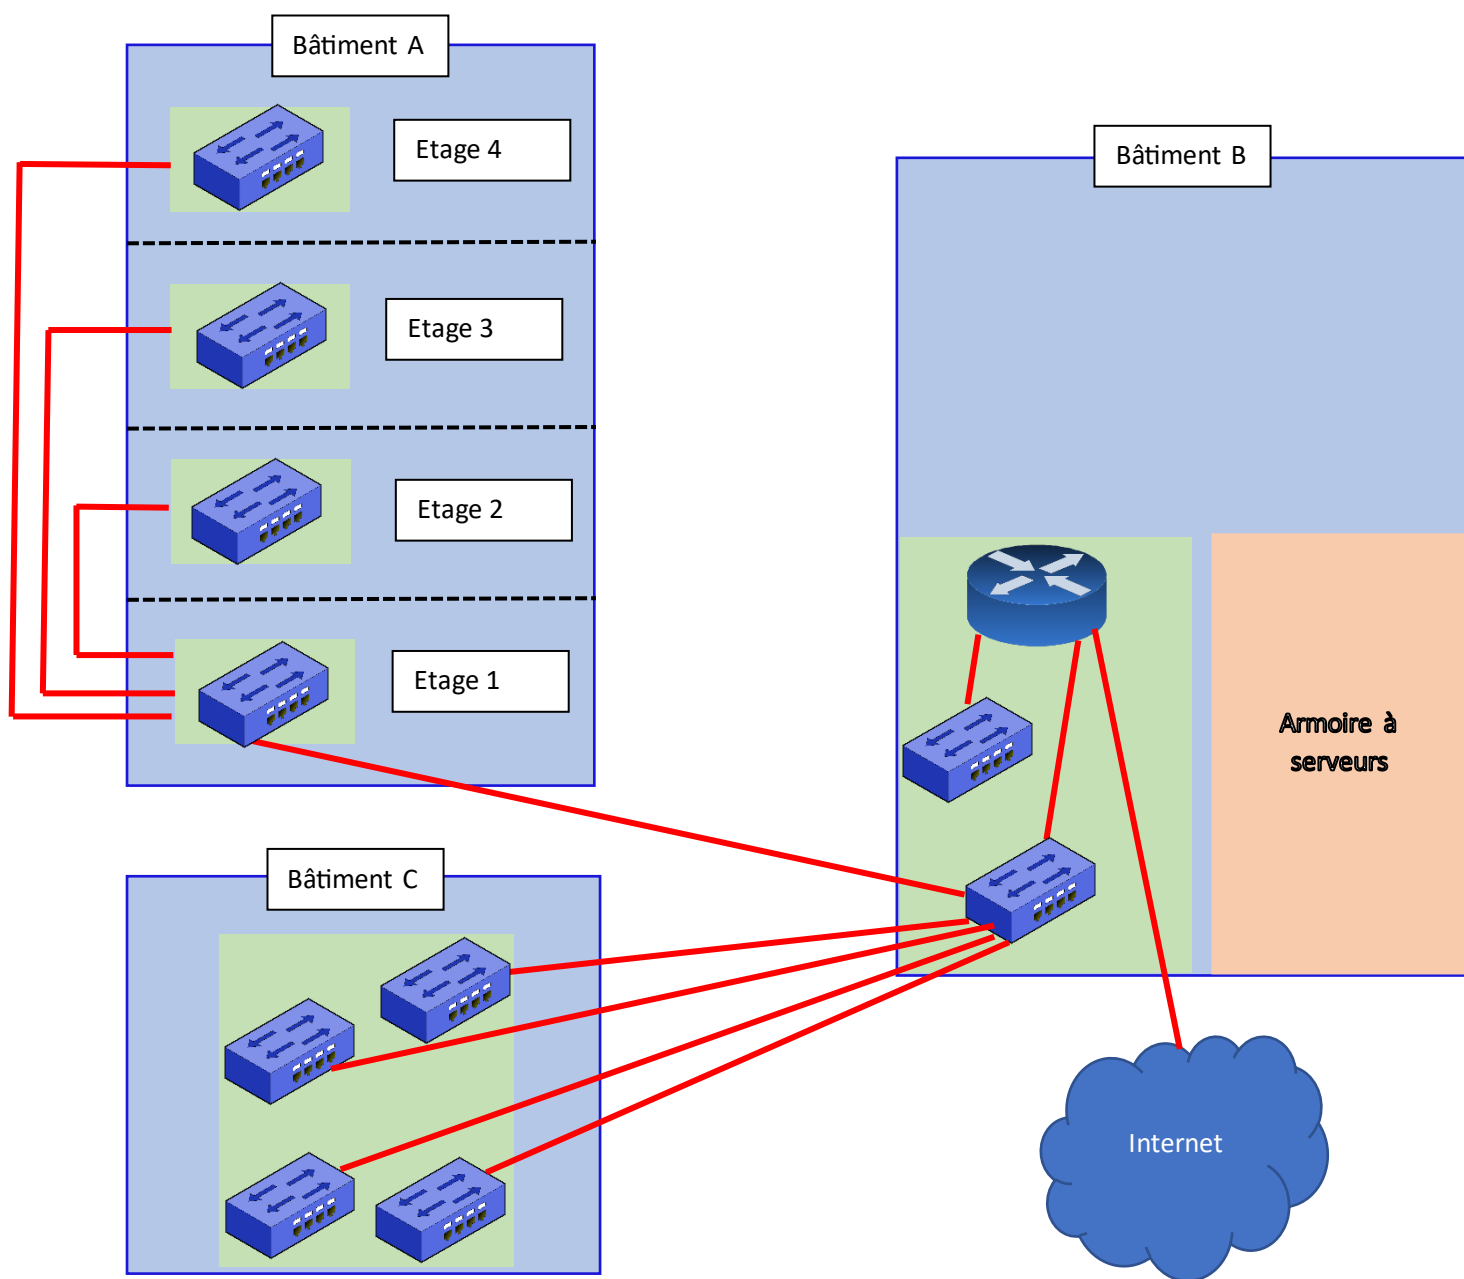 Bâtiment A
Etage 4
Bâtiment B
Etage 3
Etage 2
Etage 1
Armoire à
serveurs
Bâtiment C
Internet